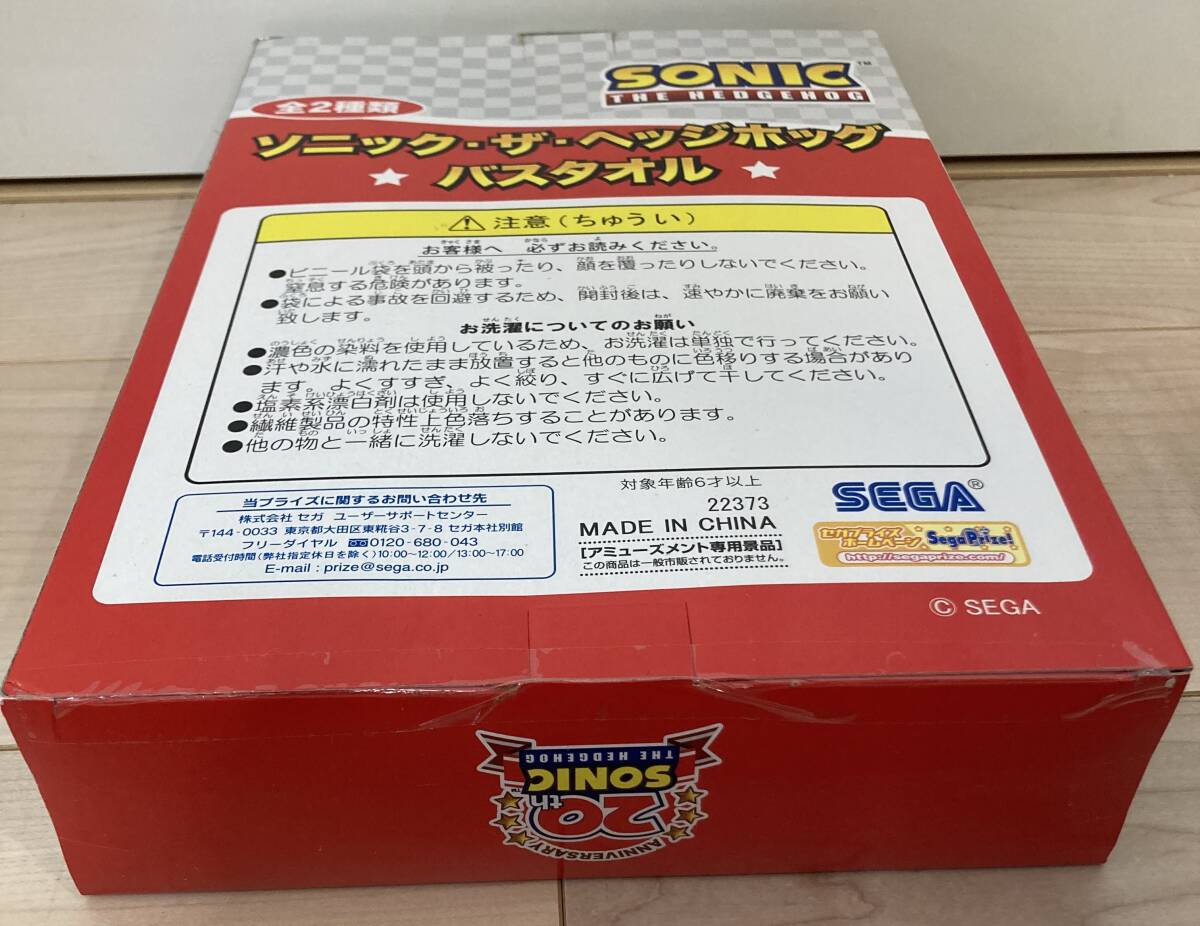 SONIC™
THE HEDGEHOG
全2種類
ソニック・ザ・ヘッジホッグ
バスタオル
注意(ちゅうい)
お客様へ 必ずお読みください。
●ビニール袋を頭から被ったり、顔を覆ったりしないでください。
窒息する危険があります。
●袋による事故を回避するため、開封後は、速やかに廃棄をお願い
致します。
お洗濯についてのお願い
●濃色の染料を使用しているため、お洗濯は単独で行ってください。
●汗や水に濡れたまま放置すると他のものに色移りする場合があり
ます。よくすすぎ、よく絞り、すぐに広げて干してください。
●塩素系漂白剤は使用しないでください。
●繊維製品の特性上色落ちすることがあります。
●他の物と一緒に洗濯しないでください。
当プライズに関するお問い合わせ先
株式会社 セガ ユーザーサポートセンター
〒144-0033 東京都大田区東糀谷3-7-8 セガ本社別館
フリーダイヤル 0120-680-043
電話受付時間(弊社指定休日を除く)10:00~12:00/13:00~17:00
E-mail : prize@sega.co.jp
対象年齢6才以上
22373
MADE IN CHINA
[アミューズメント専用景品]
この商品は一般市販されておりません。
SEGA®
セガプライズ
ホームページ
SegaPrize!
http://segaprize.com/
© SEGA
SONIC
THE HEDGEHOG
20th
ANNIVERSARY